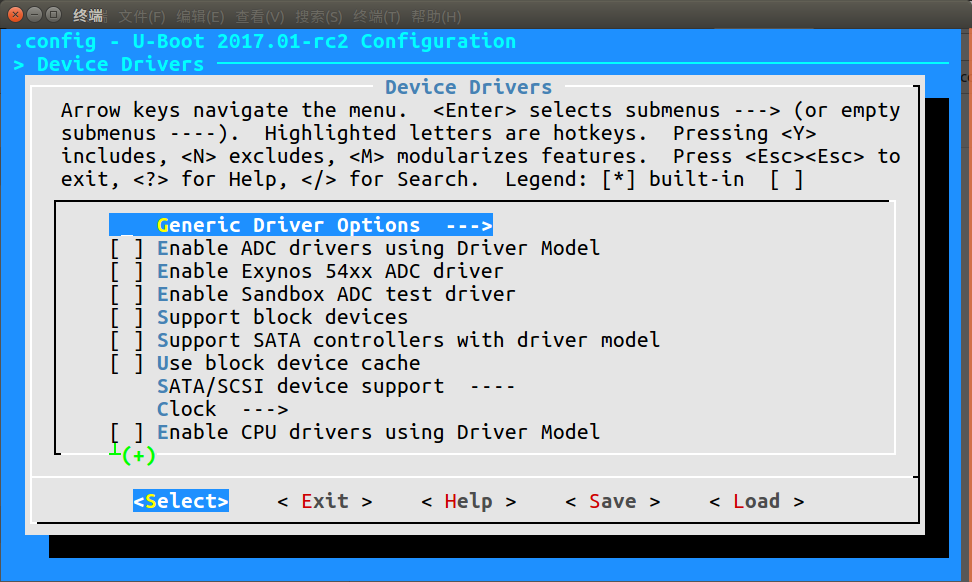 终端 文件(F) 编辑(E) 查看(V) 搜索(S) 终端(T) 帮助(H)
.config - U-Boot 2017.01-rc2 Configuration
> Device Drivers
Device Drivers
Arrow keys navigate the menu.  <Enter> selects submenus ---> (or empty
submenus ----).  Highlighted letters are hotkeys.  Pressing <Y>
includes, <N> excludes, <M> modularizes features.  Press <Esc><Esc> to
exit, <?> for Help, </> for Search.  Legend: [*] built-in  [ ]
Generic Driver Options  --->
[ ] Enable ADC drivers using Driver Model
[ ] Enable Exynos 54xx ADC driver
[ ] Enable Sandbox ADC test driver
[ ] Support block devices
[ ] Support SATA controllers with driver model
[ ] Use block device cache
SATA/SCSI device support  ----
Clock  --->
[ ] Enable CPU drivers using Driver Model
┴(+)
<Select>    < Exit >    < Help >    < Save >    < Load >